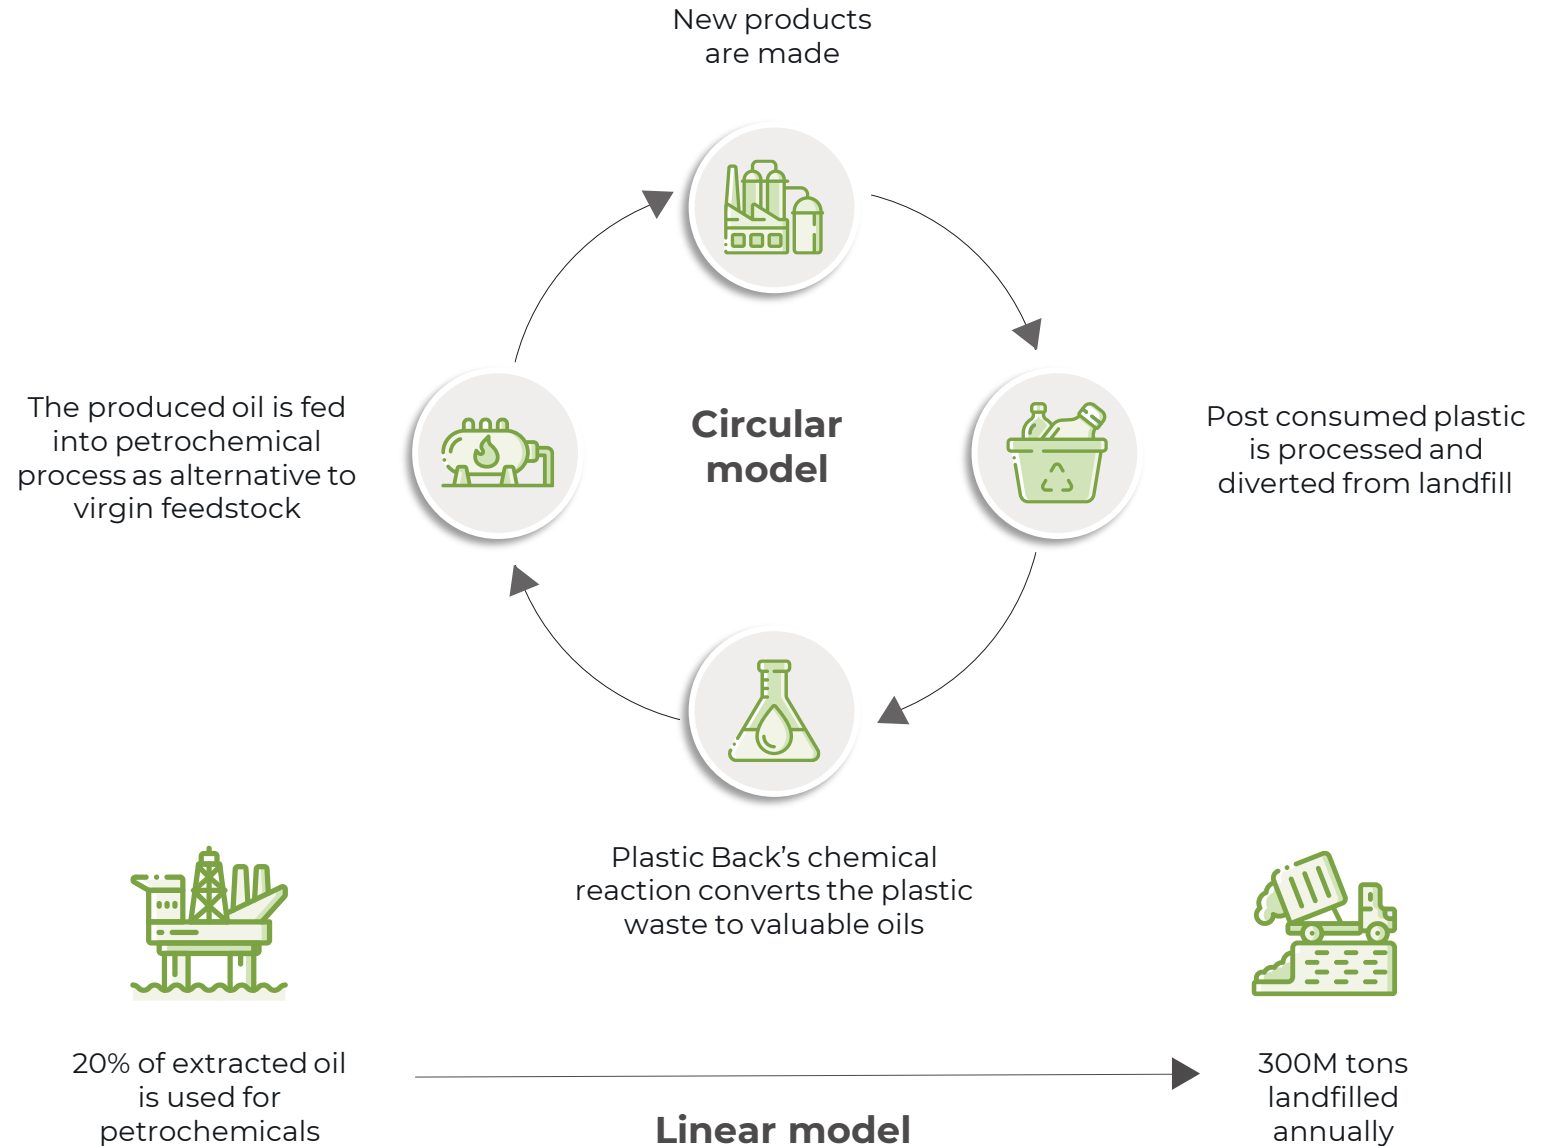 New products
are made
The produced oil is fed
into petrochemical
process as alternative to
virgin feedstock
Circular
model
Post consumed plastic
is processed and
diverted from landfill
Plastic Back’s chemical
reaction converts the plastic
waste to valuable oils
20% of extracted oil
is used for
petrochemicals
Linear model
300M tons
landfilled
annually